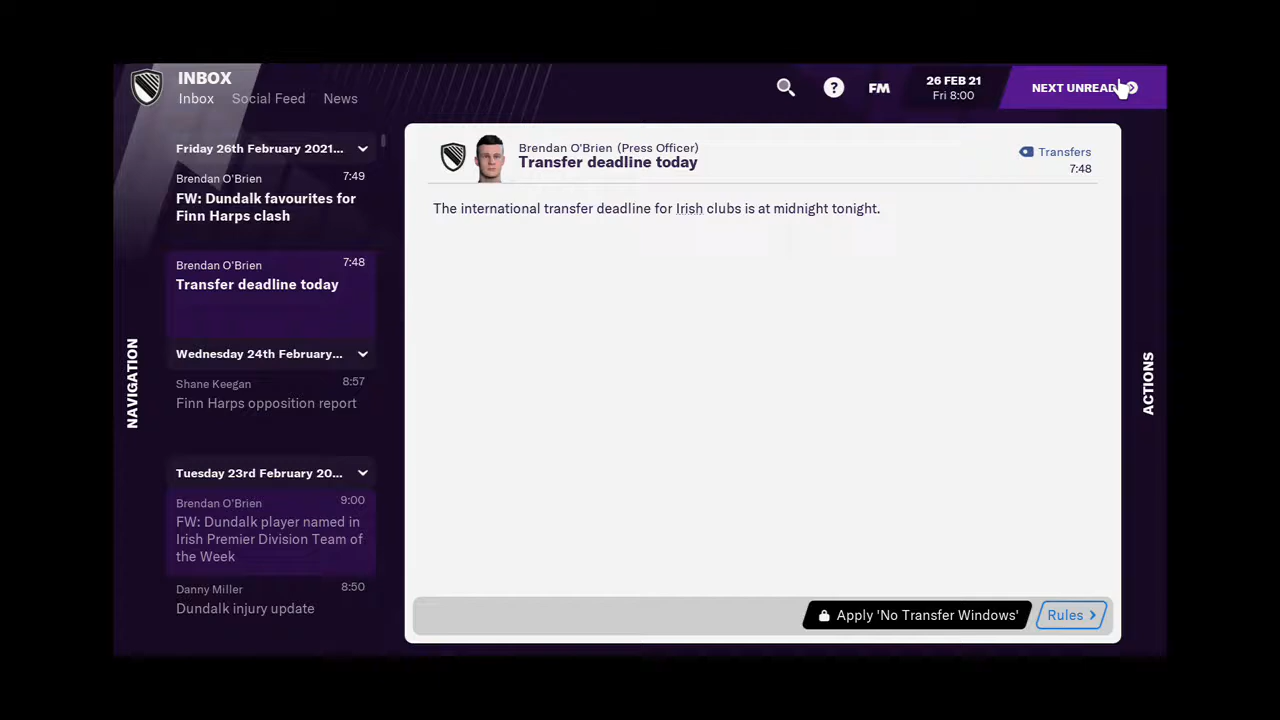 INBOX
Inbox Social Feed News
FM
26 FEB 21
Fri 8:00
NEXT UNREAD
NAVIGATION
Friday 26th February 2021...
Brendan O'Brien 7:49
FW: Dundalk favourites for
Finn Harps clash
Brendan O'Brien 7:48
Transfer deadline today
Wednesday 24th February...
Shane Keegan 8:57
Finn Harps opposition report
Tuesday 23rd February 20...
Brendan O'Brien 9:00
FW: Dundalk player named in
Irish Premier Division Team of
the Week
Danny Miller 8:50
Dundalk injury update
Brendan O'Brien (Press Officer)
Transfer deadline today
Transfers
7:48
The international transfer deadline for Irish clubs is at midnight tonight.
Apply 'No Transfer Windows'
Rules
ACTIONS